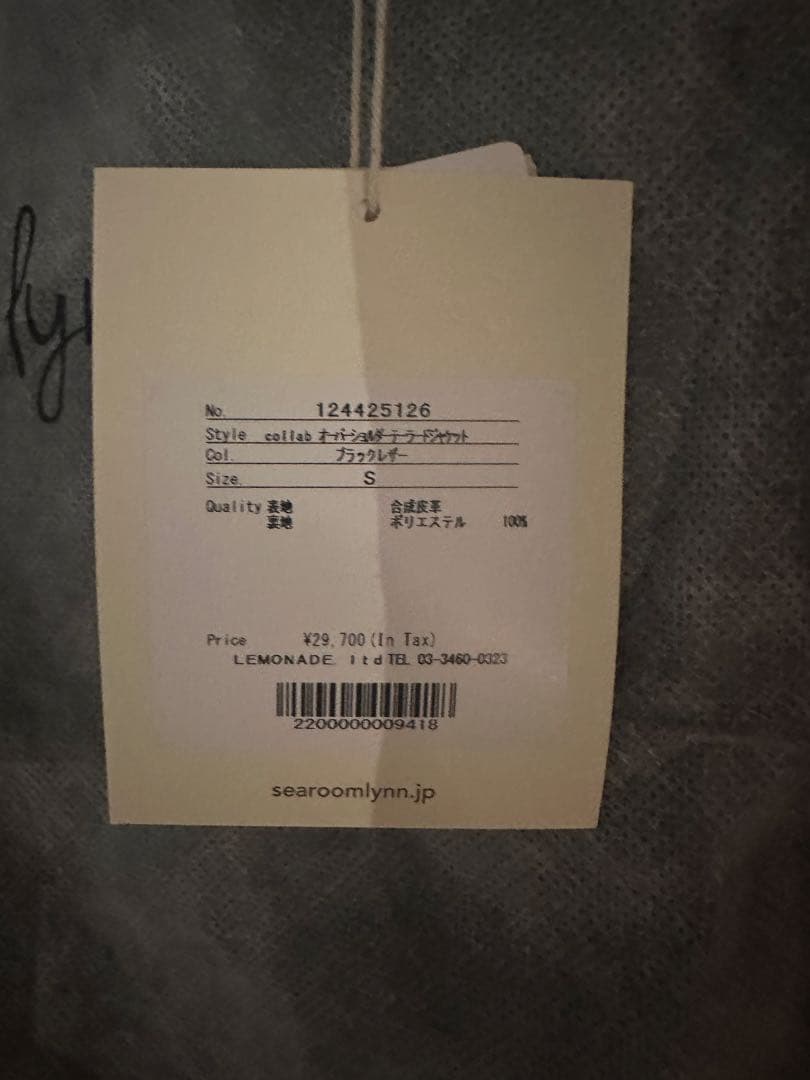 lyn
No. 124425126
Style collab オーバーショルダーテーラードジャケット
Col. ブラックレザー
Size. S
Quality 表地 合成皮革
裏地 ポリエステル 100%
Price ¥29,700(In Tax)
LEMONADE ltd TEL 03-3460-0323
2200000009418
searoomlynn.jp